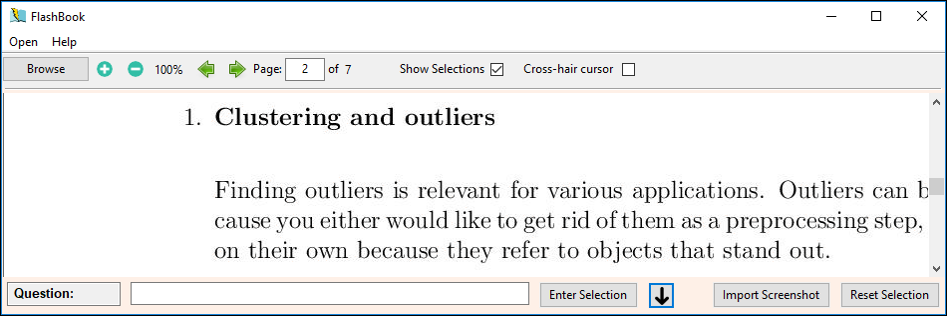 FlashBook
Open Help
Browse 100% Page: 2 of 7 Show Selections Cross-hair cursor
1. Clustering and outliers
Finding outliers is relevant for various applications. Outliers can
cause you either would like to get rid of them as a preprocessing step,
on their own because they refer to objects that stand out.
Question: Enter Selection Import Screenshot Reset Selection